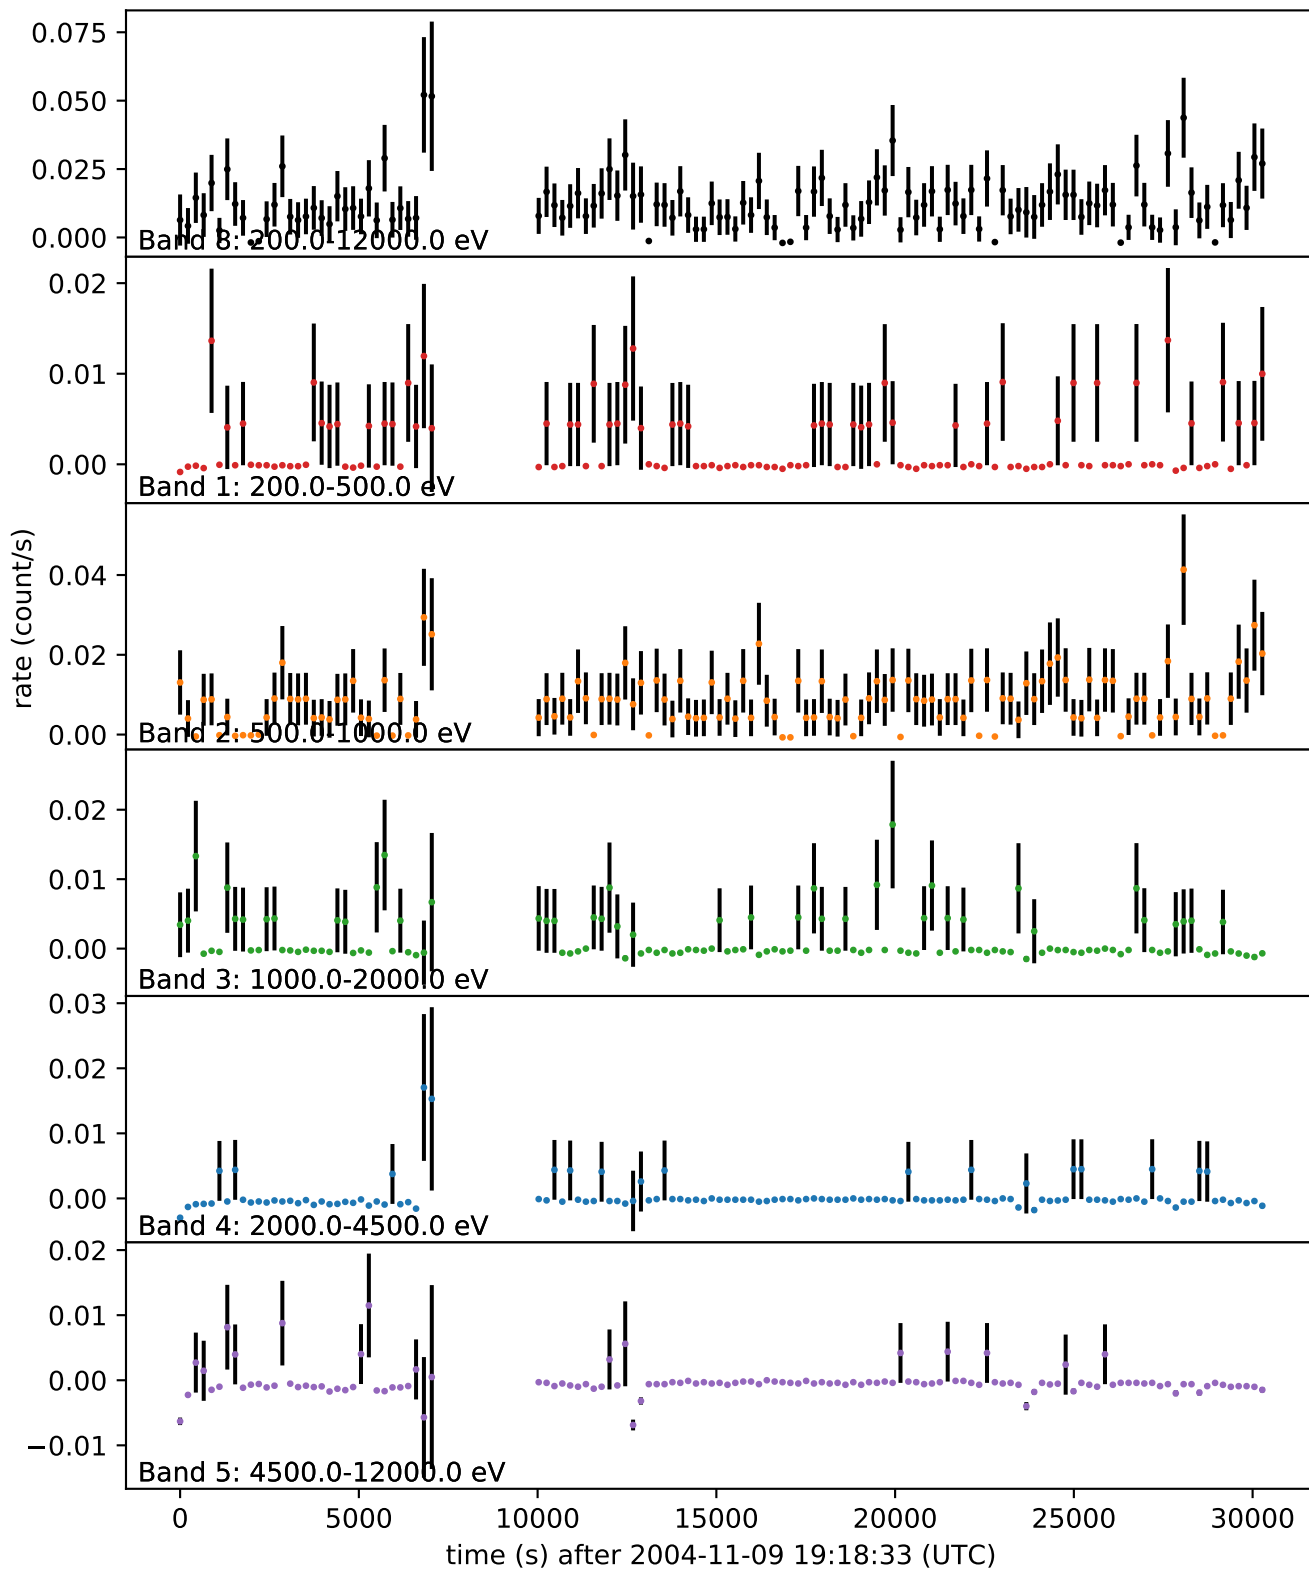 0.075
0.050
0.025
0.000
Band 8: 200.0-12000.0 eV
0.02
0.01
0.00
Band 1: 200.0-500.0 eV
0.04
0.02
0.00
Band 2: 500.0-1000.0 eV
rate (count/s)
0.02
0.01
0.00
Band 3: 1000.0-2000.0 eV
0.03
0.02
0.01
0.00
Band 4: 2000.0-4500.0 eV
0.02
0.01
0.00
−0.01
Band 5: 4500.0-12000.0 eV
0 5000 10000 15000 20000 25000 30000
time (s) after 2004-11-09 19:18:33 (UTC)